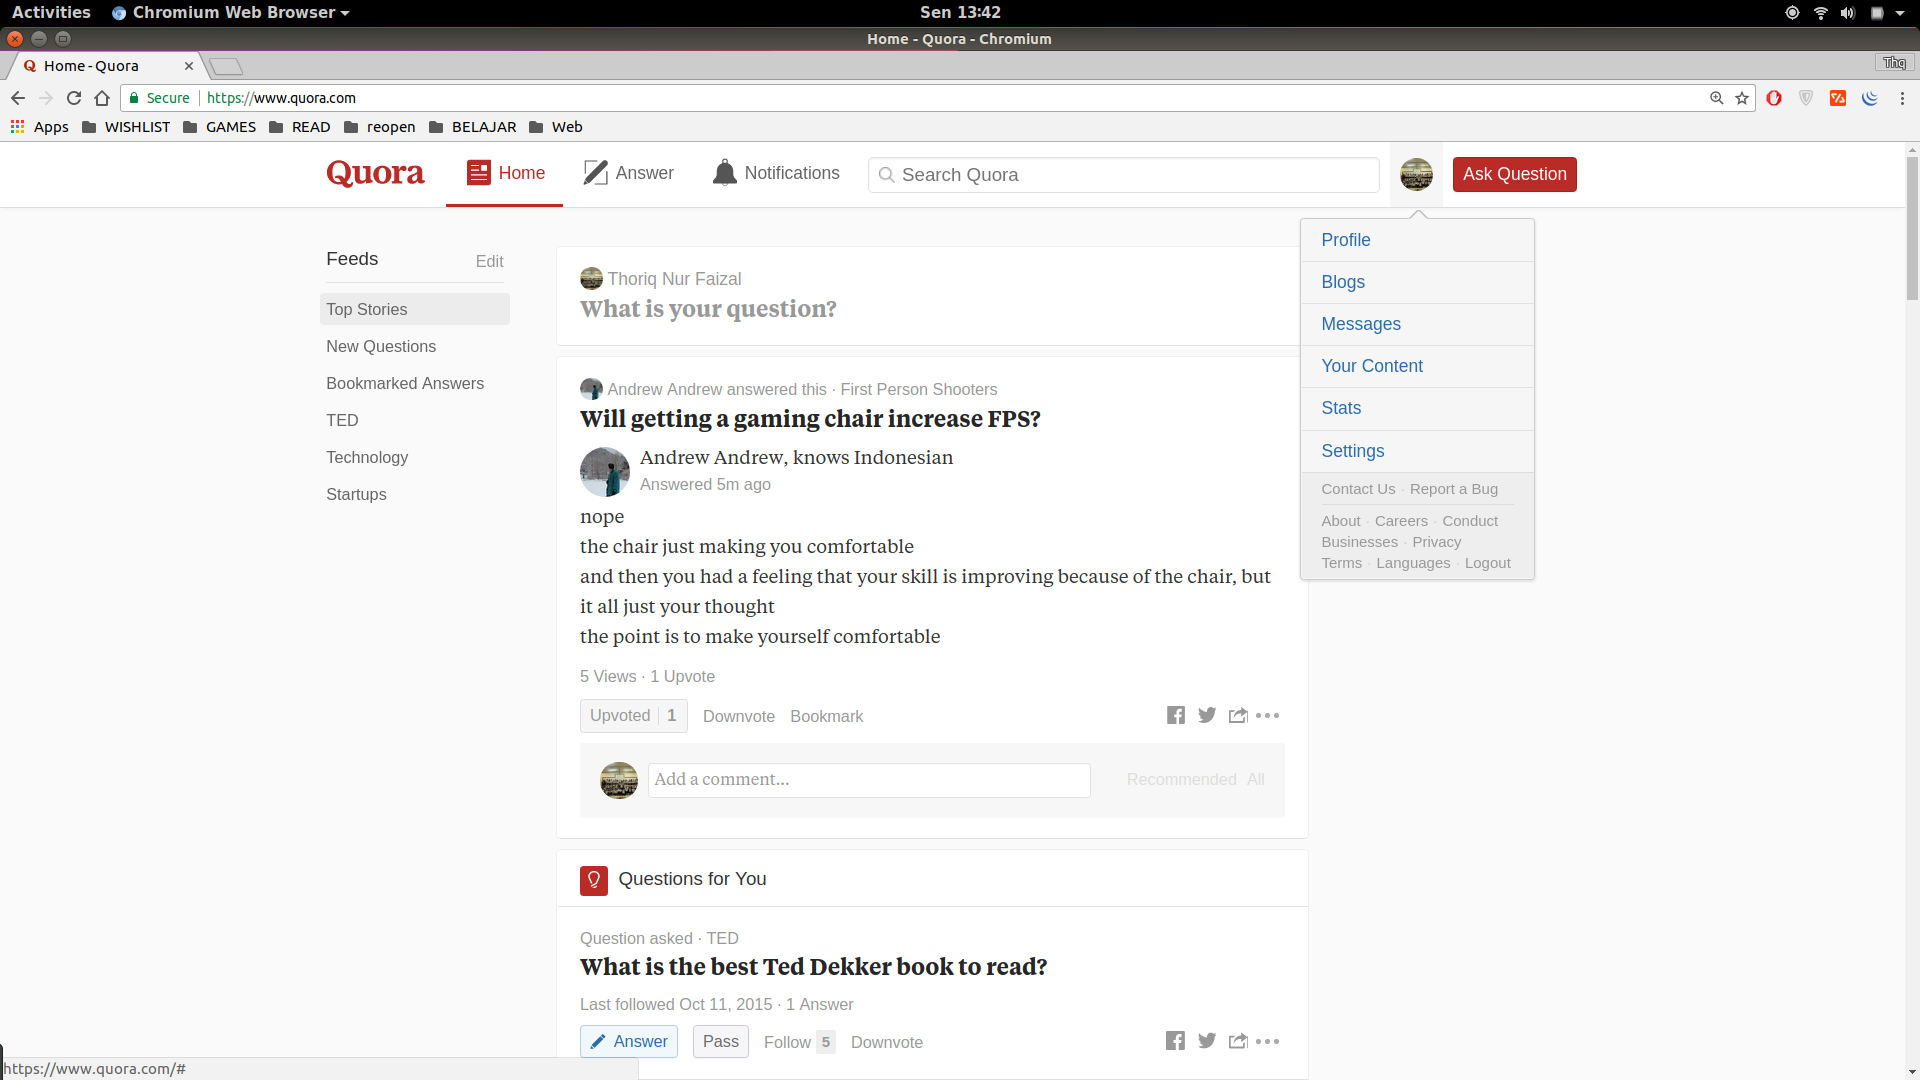 Activities Chromium Web Browser Sen 13:42
Home - Quora - Chromium
Home - Quora Thq
Secure https://www.quora.com
Apps WISHLIST GAMES READ reopen BELAJAR Web
Quora Home Answer Notifications Search Quora Ask Question
Feeds Edit
Top Stories
New Questions
Bookmarked Answers
TED
Technology
Startups
Thoriq Nur Faizal
What is your question?
Andrew Andrew answered this · First Person Shooters
Will getting a gaming chair increase FPS?
Andrew Andrew, knows Indonesian
Answered 5m ago
nope
the chair just making you comfortable
and then you had a feeling that your skill is improving because of the chair, but
it all just your thought
the point is to make yourself comfortable
5 Views · 1 Upvote
Upvoted 1 Downvote Bookmark
Add a comment... Recommended All
Questions for You
Question asked · TED
What is the best Ted Dekker book to read?
Last followed Oct 11, 2015 · 1 Answer
Answer Pass Follow 5 Downvote
Profile
Blogs
Messages
Your Content
Stats
Settings
Contact Us · Report a Bug
About · Careers · Conduct
Businesses · Privacy
Terms · Languages · Logout
https://www.quora.com/#